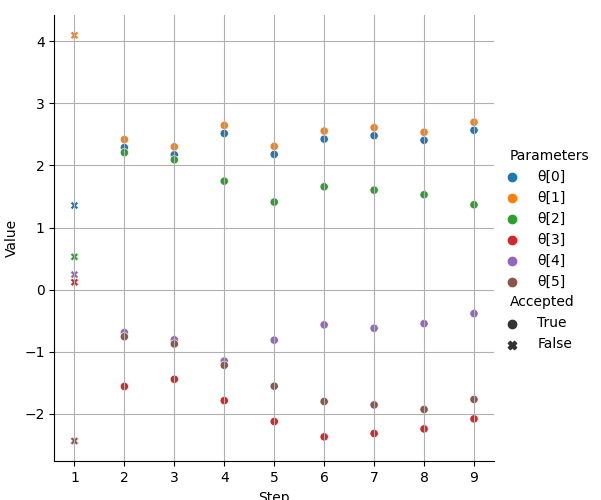 4
3
2
1
0
−1
−2
Value
1 2 3 4 5 6 7 8 9
Step
Parameters
θ[0]
θ[1]
θ[2]
θ[3]
θ[4]
θ[5]
Accepted
True
False